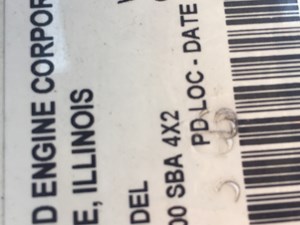 D ENGINE CORPOR
E, ILLINOIS
DEL
00 SBA 4X2
PD LOC - DATE